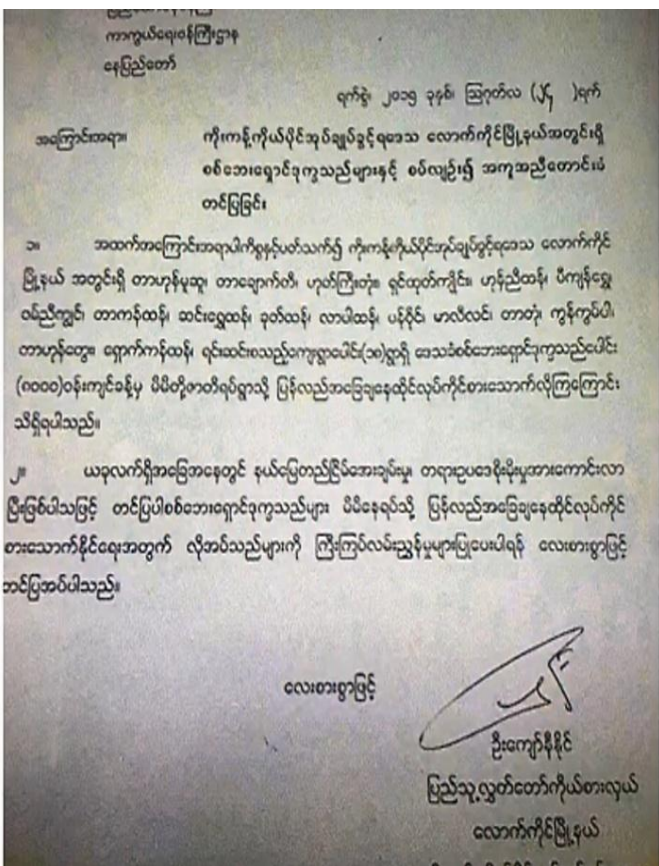 ကာကွယ်ရေးဝန်ကြီးဌာန
နေပြည်တော်
ရက်စွဲ၊ ၂၀၁၅ ခုနှစ်၊ ဩဂုတ်လ (၂၄ )ရက်
အကြောင်းအရာ။ ကိုးကန့်ကိုယ်ပိုင်အုပ်ချုပ်ခွင့်ရဒေသ လောက်ကိုင်မြို့နယ်အတွင်းရှိ
စစ်ဘေးရှောင်ဒုက္ခသည်များနှင့် စပ်လျဉ်း၍ အကူအညီတောင်းခံ
တင်ပြခြင်း
၁။ အထက်အကြောင်းအရာပါကိစ္စနှင့်ပတ်သက်၍ ကိုးကန့်ကိုယ်ပိုင်အုပ်ချုပ်ခွင့်ရဒေသ လောက်ကိုင်
မြို့နယ် အတွင်းရှိ တာဟုန်မူဆူ၊ တာချောက်တီ၊ ဟုတ်ကြီးတုံး၊ ရှင်ထုတ်ကျိုင်း၊ ဟုန်ညီထန်၊ ပီကျန်ရွှေ၊
ဝမ်ညီကျွင်၊ တာကန်ထန်၊ ဆင်းရွှေထန်၊ ခုတ်ထန်၊ လာပါထန်၊ ပန်ဝိုင်၊ မာလီလင်၊ တာတုံ၊ ကွန်ကွပ်ပါ၊
တာဟုန်တွေ၊ ရှောက်ကန်ထန်၊ ရင်းဆင်းစသည့်ကျေးရွာပေါင်း(၁၈)ရွာရှိ ဒေသခံစစ်ဘေးရှောင်ဒုက္ခသည်ပေါင်း
(၈၀၀၀)ဝန်းကျင်ခန့်မှ မိမိတို့ဇာတိရပ်ရွာသို့ ပြန်လည်အခြေချနေထိုင်လုပ်ကိုင်စားသောက်လိုကြကြောင်း
သိရှိရပါသည်။
၂။ ယခုလက်ရှိအခြေအနေတွင် နယ်မြေတည်ငြိမ်အေးချမ်းမှု၊ တရားဥပဒေစိုးမိုးမှုအားကောင်းလာ
ပြီးဖြစ်ပါသဖြင့် တင်ပြပါစစ်ဘေးရှောင်ဒုက္ခသည်များ မိမိနေရပ်သို့ ပြန်လည်အခြေချနေထိုင်လုပ်ကိုင်
စားသောက်နိုင်ရေးအတွက် လိုအပ်သည်များကို ကြီးကြပ်လမ်းညွှန်မှုများပြုပေးပါရန် လေးစားစွာဖြင့်
တင်ပြအပ်ပါသည်။
လေးစားစွာဖြင့်
ဦးကျော်နီနိုင်
ပြည်သူ့လွှတ်တော်ကိုယ်စားလှယ်
လောက်ကိုင်မြို့နယ်